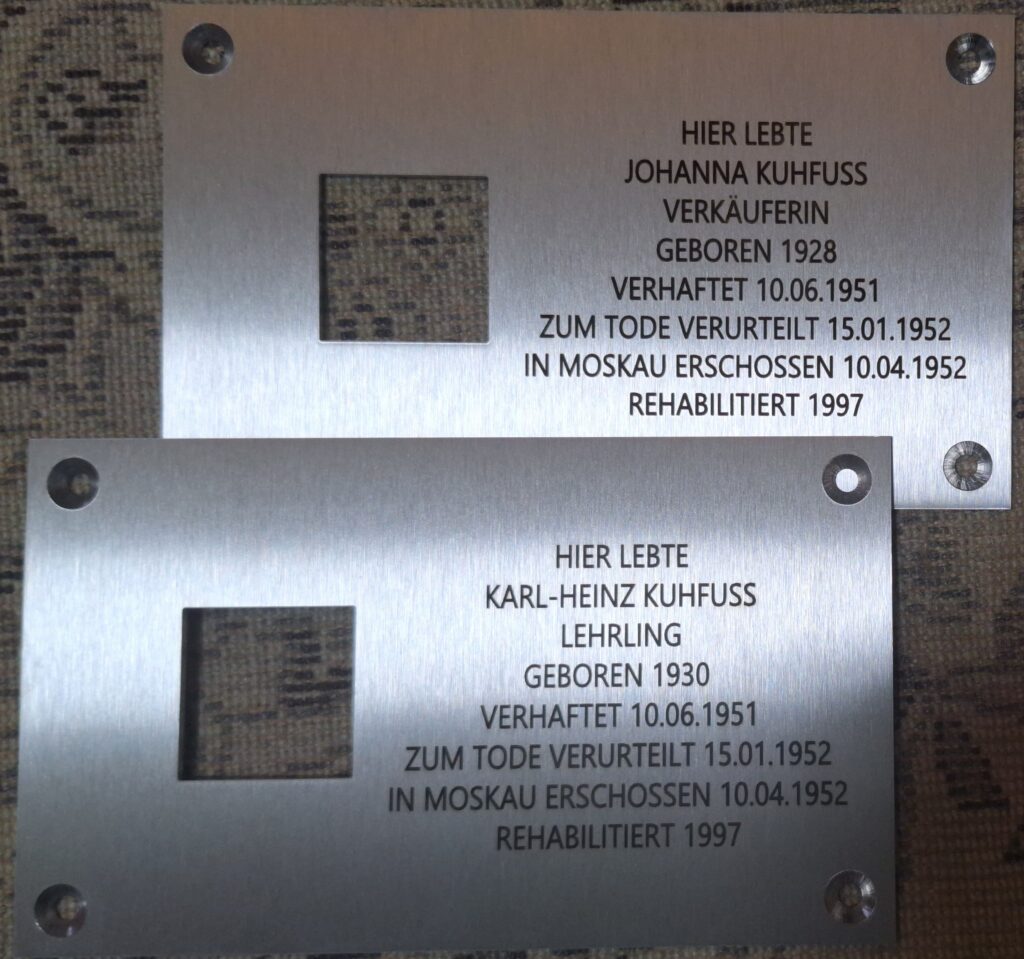 HIER LEBTE
JOHANNA KUHFUSS
VERKÄUFERIN
GEBOREN 1928
VERHAFTET 10.06.1951
ZUM TODE VERURTEILT 15.01.1952
IN MOSKAU ERSCHOSSEN 10.04.1952
REHABILITIERT 1997
HIER LEBTE
KARL-HEINZ KUHFUSS
LEHRLING
GEBOREN 1930
VERHAFTET 10.06.1951
ZUM TODE VERURTEILT 15.01.1952
IN MOSKAU ERSCHOSSEN 10.04.1952
REHABILITIERT 1997